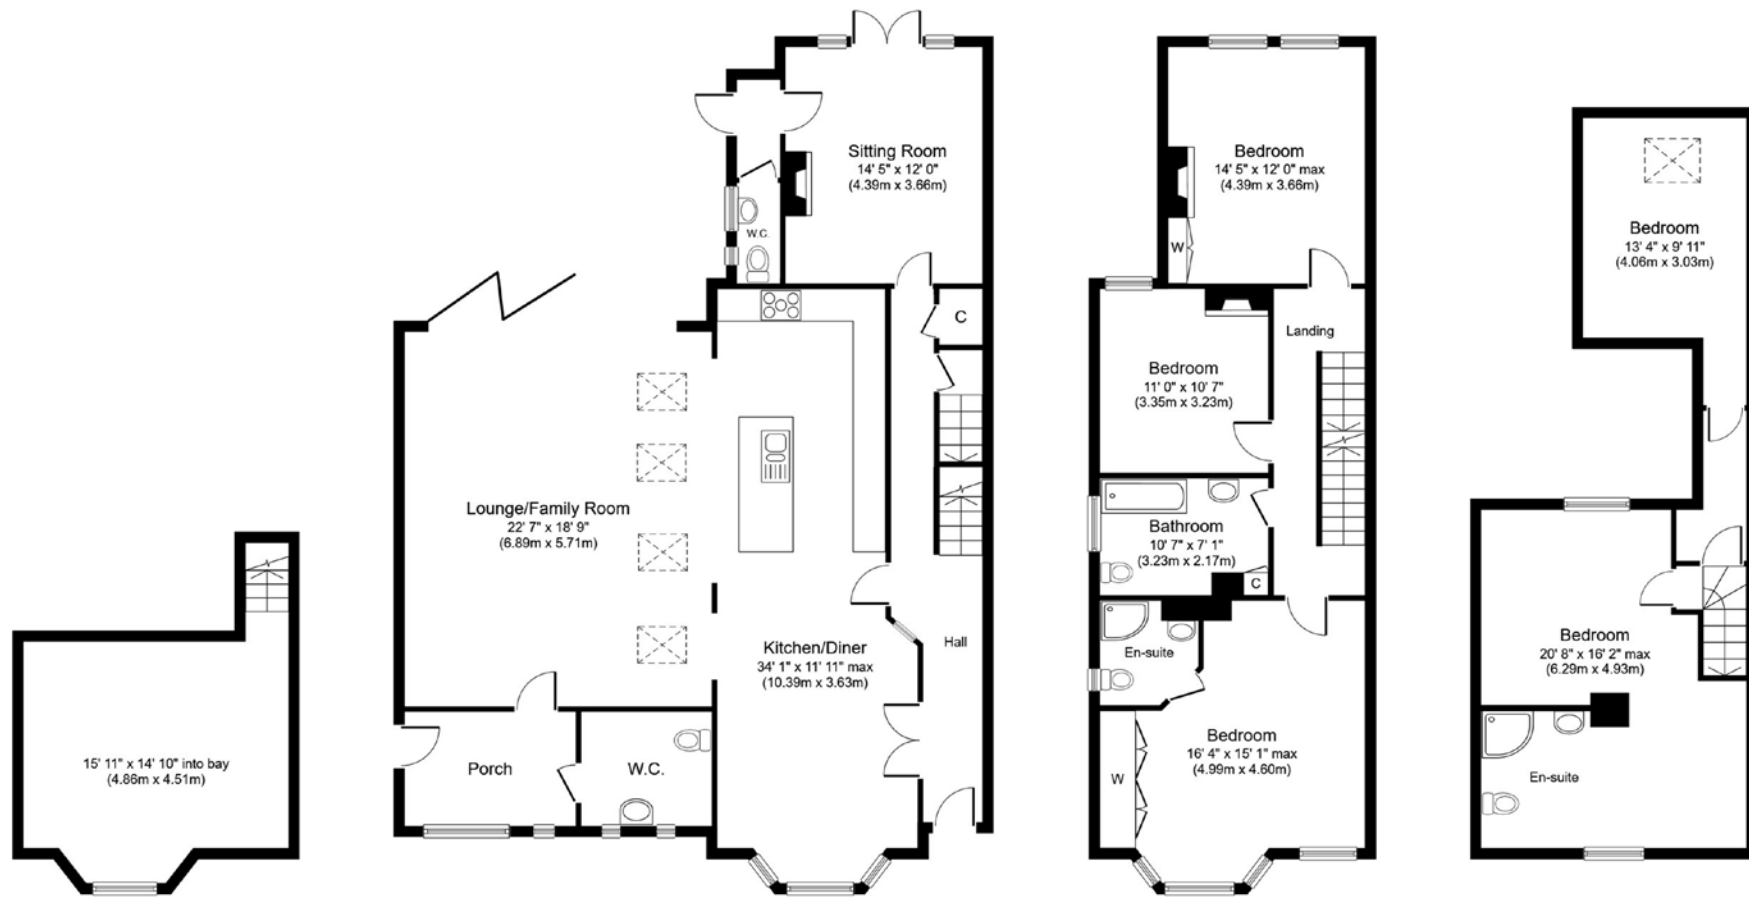 15' 11" x 14' 10" into bay
(4.86m x 4.51m)
Sitting Room
14' 5" x 12' 0"
(4.39m x 3.66m)
W.C.
C
Lounge/Family Room
22' 7" x 18' 9"
(6.89m x 5.71m)
Kitchen/Diner
34' 1" x 11' 11" max
(10.39m x 3.63m)
Hall
Porch
W.C.
Bedroom
14' 5" x 12' 0" max
(4.39m x 3.66m)
W
Landing
Bedroom
11' 0" x 10' 7"
(3.35m x 3.23m)
Bathroom
10' 7" x 7' 1"
(3.23m x 2.17m)
C
En-suite
Bedroom
16' 4" x 15' 1" max
(4.99m x 4.60m)
W
Bedroom
13' 4" x 9' 11"
(4.06m x 3.03m)
Bedroom
20' 8" x 16' 2" max
(6.29m x 4.93m)
En-suite